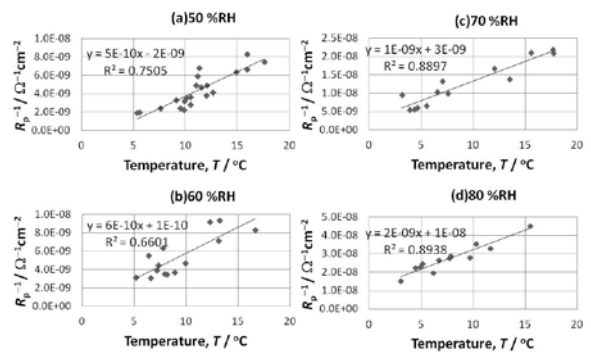 (a)50 %RH
1.0E-08
8.0E-09
6.0E-09
4.0E-09
2.0E-09
0.0E+00
y = 5E-10x - 2E-09
R² = 0.7505
Rp⁻¹ / Ω⁻¹cm⁻²
0 5 10 15 20
Temperature, T / °C
(c)70 %RH
2.5E-08
2.0E-08
1.5E-08
1.0E-08
5.0E-09
0.0E+00
y = 1E-09x + 3E-09
R² = 0.8897
Rp⁻¹ / Ω⁻¹cm⁻²
0 5 10 15 20
Temperature, T / °C
(b)60 %RH
1.0E-08
8.0E-09
6.0E-09
4.0E-09
2.0E-09
0.0E+00
y = 6E-10x + 1E-10
R² = 0.6601
Rp⁻¹ / Ω⁻¹cm⁻²
0 5 10 15 20
Temperature, T / °C
(d)80 %RH
5.0E-08
4.0E-08
3.0E-08
2.0E-08
1.0E-08
0.0E+00
y = 2E-09x + 1E-08
R² = 0.8938
Rp⁻¹ / Ω⁻¹cm⁻²
0 5 10 15 20
Temperature, T / °C